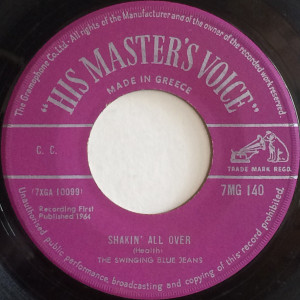 The Gramophone Co. Ltd. - All rights of the Manufacturer and of the owner of the recorded work reserved.
"HIS MASTER'S VOICE"
MADE IN GREECE
C. C.
TRADE MARK REGD.
(7XGA 10099)
7MG 140
Recording First
Published 1964
SHAKIN' ALL OVER
(Heath)
THE SWINGING BLUE JEANS
Unauthorised public performance, broadcasting and copying of this record prohibited